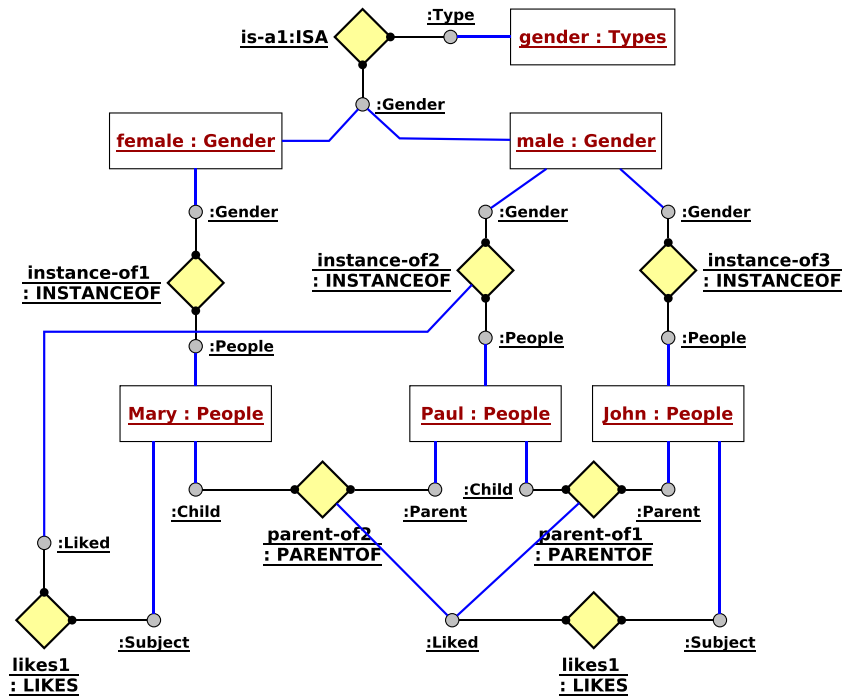 :Type
is-a1:ISA
gender : Types
:Gender
female : Gender
male : Gender
:Gender
:Gender
:Gender
instance-of1
: INSTANCEOF
instance-of2
: INSTANCEOF
instance-of3
: INSTANCEOF
:People
:People
:People
Mary : People
Paul : People
John : People
:Child
:Parent
:Child
:Parent
parent-of2
: PARENTOF
parent-of1
: PARENTOF
:Liked
:Subject
:Liked
:Subject
likes1
: LIKES
likes1
: LIKES